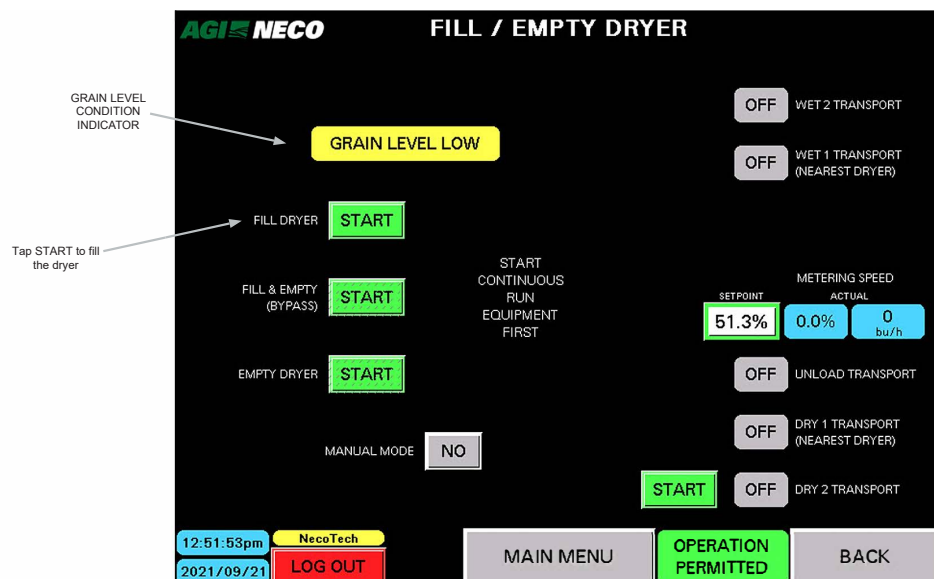 AGI NECO
FILL / EMPTY DRYER
GRAIN LEVEL
CONDITION
INDICATOR
GRAIN LEVEL LOW
OFF
WET 2 TRANSPORT
OFF
WET 1 TRANSPORT
(NEAREST DRYER)
Tap START to fill
the dryer
FILL DRYER
START
FILL & EMPTY
(BYPASS)
START
START
CONTINUOUS
RUN
EQUIPMENT
FIRST
METERING SPEED
SETPOINT
ACTUAL
51.3%
0.0%
0
bu/h
EMPTY DRYER
START
OFF
UNLOAD TRANSPORT
MANUAL MODE
NO
OFF
DRY 1 TRANSPORT
(NEAREST DRYER)
START
OFF
DRY 2 TRANSPORT
12:51:53pm
2021/09/21
NecoTech
LOG OUT
MAIN MENU
OPERATION
PERMITTED
BACK